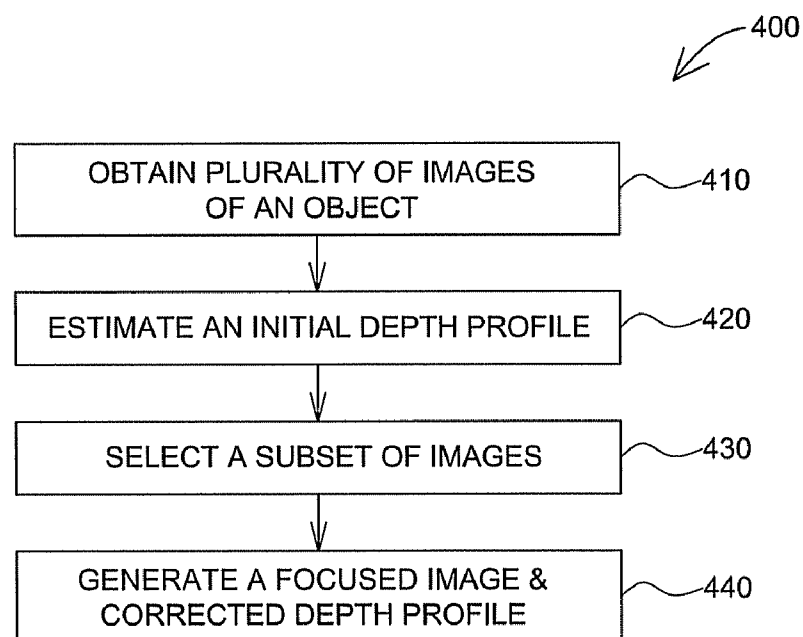 400
OBTAIN PLURALITY OF IMAGES
OF AN OBJECT
410
ESTIMATE AN INITIAL DEPTH PROFILE
420
SELECT A SUBSET OF IMAGES
430
GENERATE A FOCUSED IMAGE &
CORRECTED DEPTH PROFILE
440